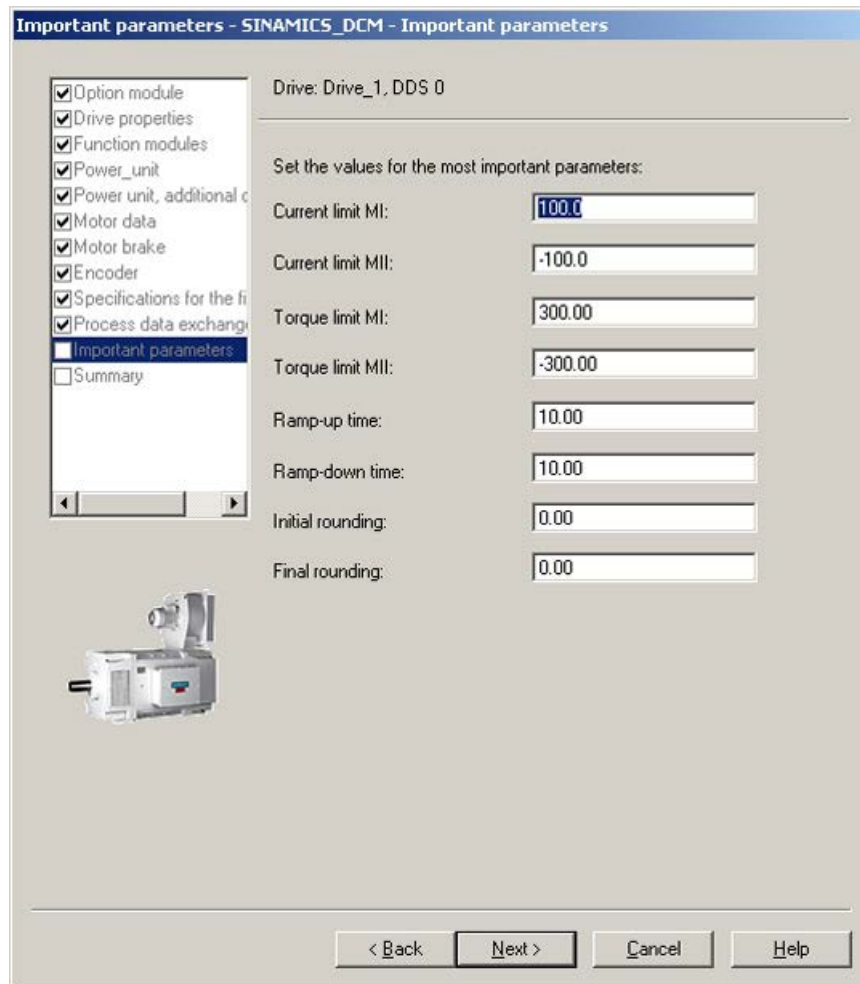 Important parameters - SINAMICS_DCM - Important parameters
Option module
Drive properties
Function modules
Power_unit
Power unit, additional c
Motor data
Motor brake
Encoder
Specifications for the fi
Process data exchang
Important parameters
Summary
Drive: Drive_1, DDS 0
Set the values for the most important parameters:
Current limit MI: 100.0
Current limit MII: -100.0
Torque limit MI: 300.00
Torque limit MII: -300.00
Ramp-up time: 10.00
Ramp-down time: 10.00
Initial rounding: 0.00
Final rounding: 0.00
< Back Next > Cancel Help